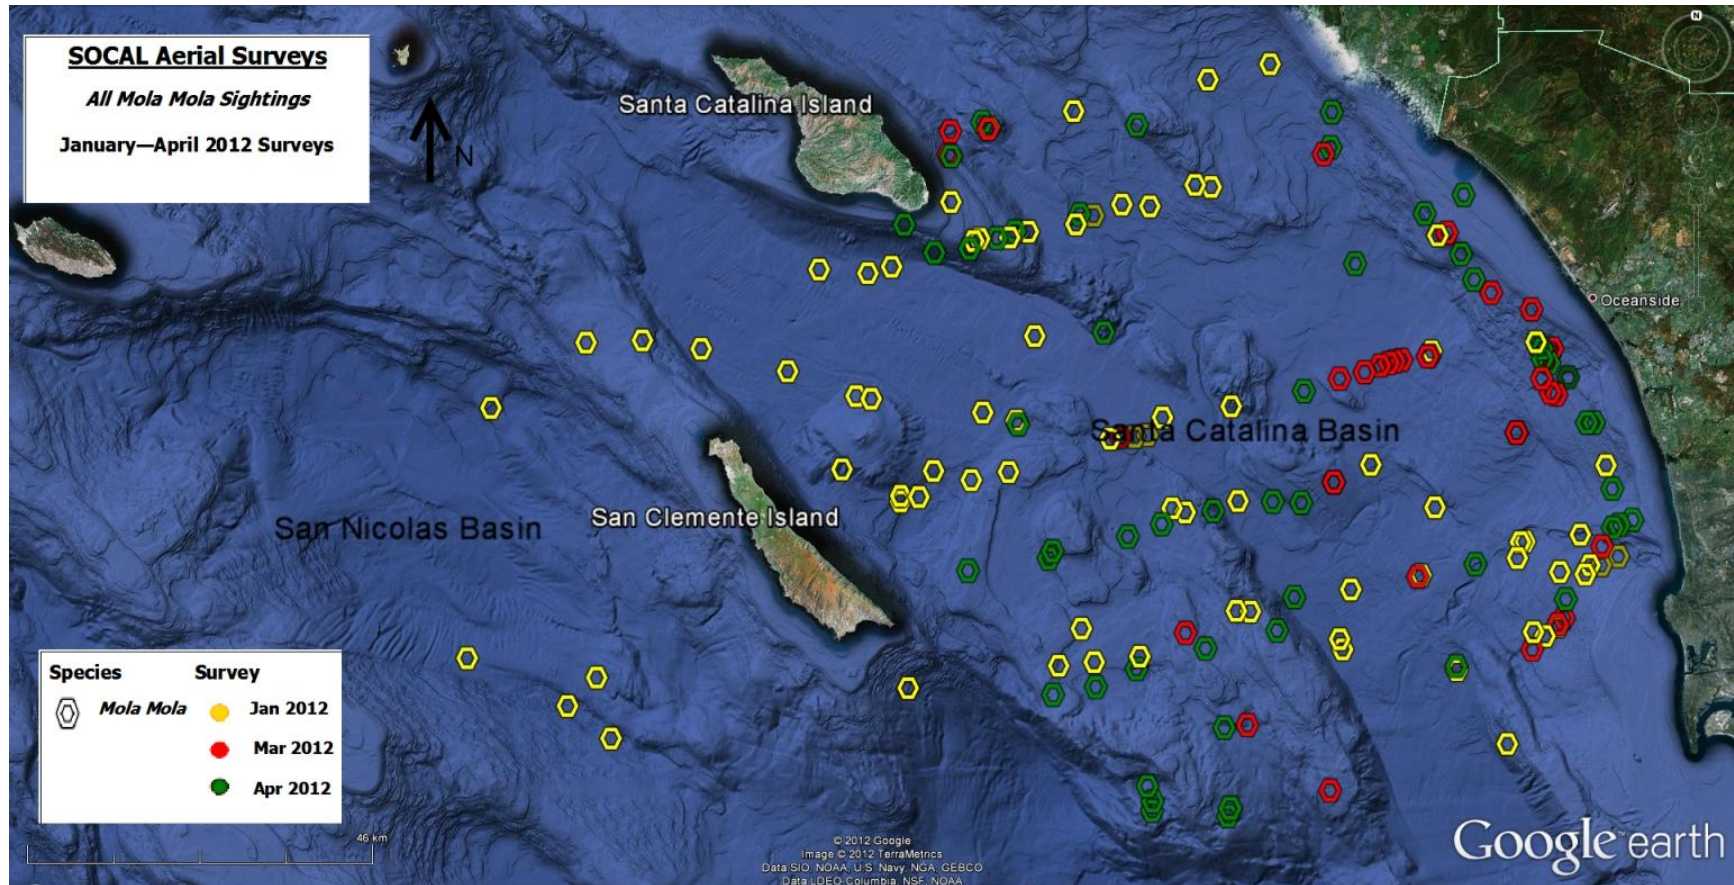 SOCAL Aerial Surveys
All Mola Mola Sightings
January—April 2012 Surveys
N
N
Santa Catalina Island
Oceanside
Santa Catalina Basin
San Clemente Island
San Nicolas Basin
Species
Survey
Mola Mola
Jan 2012
Mar 2012
Apr 2012
46 km
© 2012 Google
Image © 2012 TerraMetrics
Data SIO, NOAA, U.S. Navy, NGA, GEBCO
Data LDEO-Columbia, NSF, NOAA
Google earth